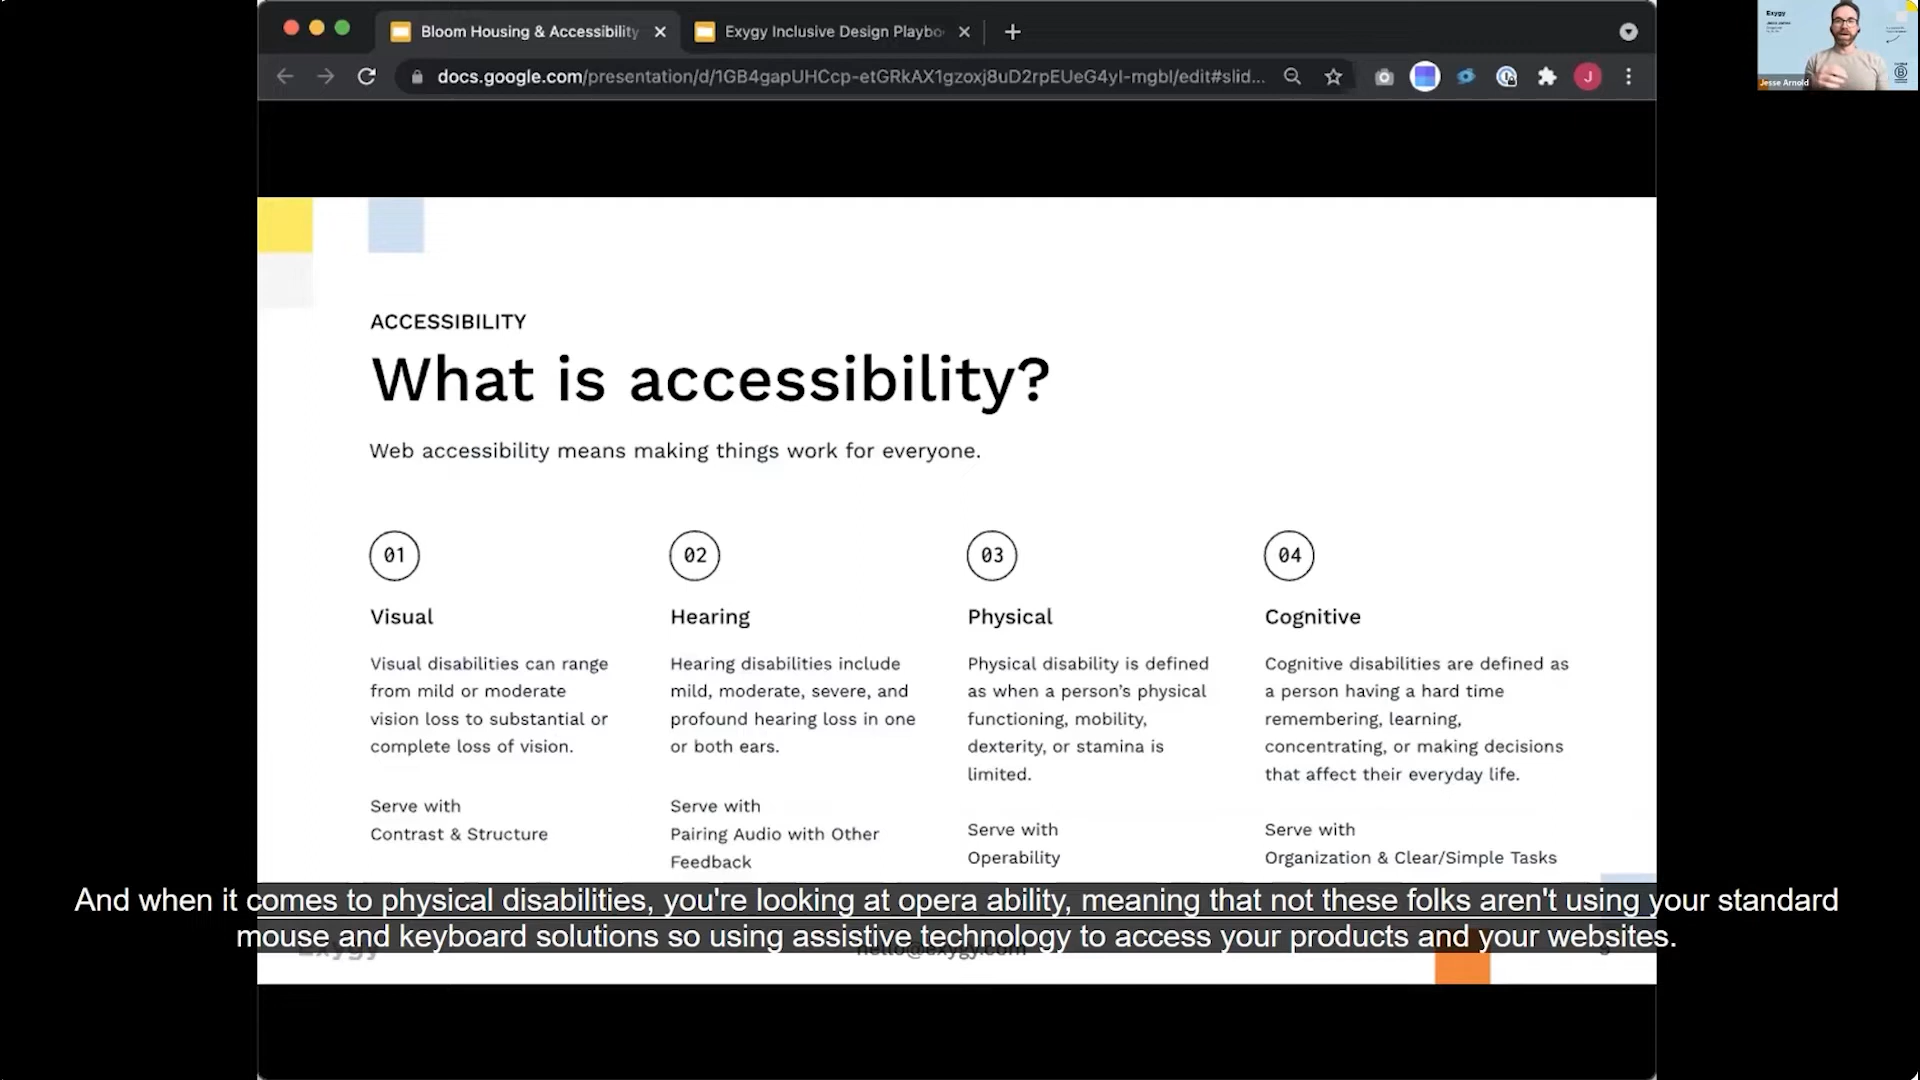 Bloom Housing & Accessibility
Exygy Inclusive Design Playbo
docs.google.com/presentation/d/1GB4gapUHCcp-etGRkAX1gzoxj8uD2rpEUeG4yl-mgbl/edit#slid...
J
Exygy
Jesse Arnold
ACCESSIBILITY
What is accessibility?
Web accessibility means making things work for everyone.
01
Visual
Visual disabilities can range
from mild or moderate
vision loss to substantial or
complete loss of vision.
Serve with
Contrast & Structure
02
Hearing
Hearing disabilities include
mild, moderate, severe, and
profound hearing loss in one
or both ears.
Serve with
Pairing Audio with Other
Feedback
03
Physical
Physical disability is defined
as when a person's physical
functioning, mobility,
dexterity, or stamina is
limited.
Serve with
Operability
04
Cognitive
Cognitive disabilities are defined as
a person having a hard time
remembering, learning,
concentrating, or making decisions
that affect their everyday life.
Serve with
Organization & Clear/Simple Tasks
And when it comes to physical disabilities, you're looking at opera ability, meaning that not these folks aren't using your standard
mouse and keyboard solutions so using assistive technology to access your products and your websites.
Exygy
hello@exygy.com